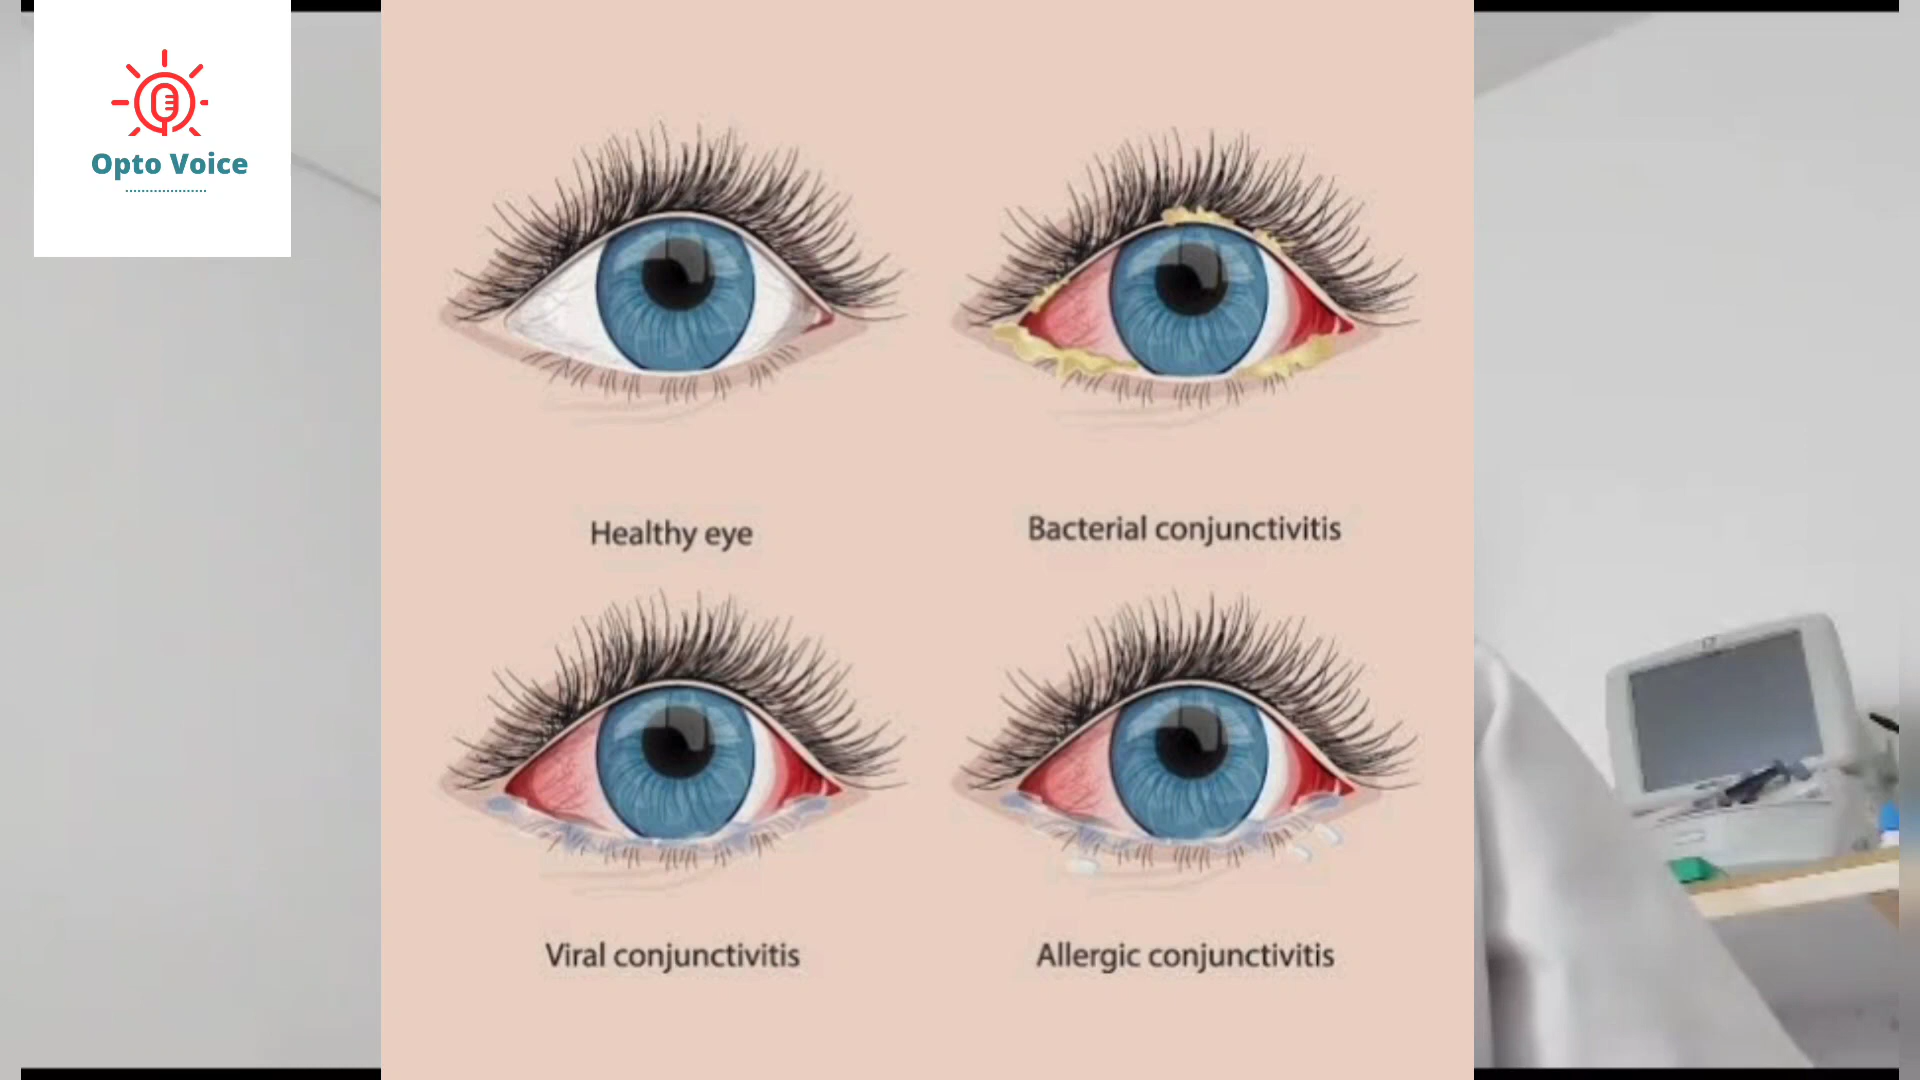 Opto Voice
Healthy eye
Bacterial conjunctivitis
Viral conjunctivitis
Allergic conjunctivitis